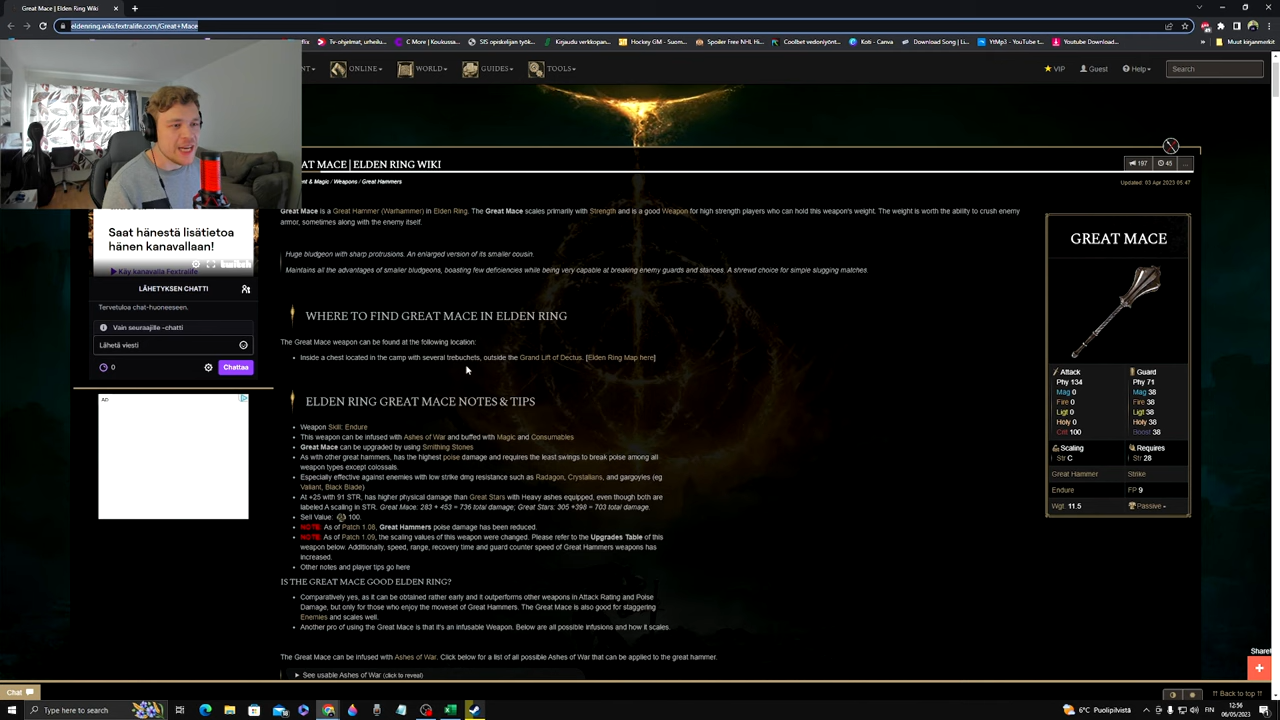 Great Mace | Elden Ring Wiki
eldenring.wiki.fextralife.com/Great+Mace
Tv-ohjelmat, urheilu...
C More | Koukussa...
SIS opiskelijan työk...
Kirjaudu verkkopan...
Hockey GM - Suom...
Spoiler Free NHL Hi...
Coolbet vedonlyönti...
Koti - Canva
Download Song | Li...
YtMp3 - YouTube t...
Youtube Download...
Muut kirjanmerkit
ONLINE
WORLD
GUIDES
TOOLS
VIP
Guest
Help
Search
AT MACE | ELDEN RING WIKI
197
45
...
nt & Magic / Weapons / Great Hammers
Updated: 03 Apr 2023 05:47
Great Mace is a Great Hammer (Warhammer) in Elden Ring. The Great Mace scales primarily with Strength and is a good Weapon for high strength players who can hold this weapon's weight. The weight is worth the ability to crush enemy
armor, sometimes along with the enemy itself.
Huge bludgeon with sharp protrusions. An enlarged version of its smaller cousin.
Maintains all the advantages of smaller bludgeons, boasting few deficiencies while being very capable at breaking enemy guards and stances. A shrewd choice for simple slugging matches.
Saat hänestä lisätietoa
hänen kanavallaan!
Käy kanavalla Fextralife
LÄHETYKSEN CHATTI
Tervetuloa chat-huoneeseen.
Vain seuraajille -chatti
Lähetä viesti
0
Chattaa
AD
WHERE TO FIND GREAT MACE IN ELDEN RING
The Great Mace weapon can be found at the following location:
Inside a chest located in the camp with several trebuchets, outside the Grand Lift of Dectus. [Elden Ring Map here]
ELDEN RING GREAT MACE NOTES & TIPS
Weapon Skill: Endure
This weapon can be infused with Ashes of War and buffed with Magic and Consumables
Great Mace can be upgraded by using Smithing Stones
As with other great hammers, has the highest poise damage and requires the least swings to break poise among all
weapon types except colossals.
Especially effective against enemies with low strike dmg resistance such as Radagon, Crystallians, and gargoyles (eg
Valiant, Black Blade)
At +25 with 91 STR, has higher physical damage than Great Stars with Heavy ashes equipped, even though both are
labeled A scaling in STR. Great Mace: 283 + 453 = 736 total damage; Great Stars: 305 +398 = 703 total damage.
Sell Value: 100.
NOTE: As of Patch 1.08, Great Hammers poise damage has been reduced.
NOTE: As of Patch 1.09, the scaling values of this weapon were changed. Please refer to the Upgrades Table of this
weapon below. Additionally, speed, range, recovery time and guard counter speed of Great Hammers weapons has
increased.
Other notes and player tips go here
IS THE GREAT MACE GOOD ELDEN RING?
Comparatively yes, as it can be obtained rather early and it outperforms other weapons in Attack Rating and Poise
Damage, but only for those who enjoy the moveset of Great Hammers. The Great Mace is also good for staggering
Enemies and scales well.
Another pro of using the Great Mace is that it's an Infusable Weapon. Below are all possible infusions and how it scales.
The Great Mace can be infused with Ashes of War. Click below for a list of all possible Ashes of War that can be applied to the great hammer.
See usable Ashes of War (click to reveal)
GREAT MACE
Attack Guard
Phy 134 Phy 71
Mag 0 Mag 38
Fire 0 Fire 38
Ligt 0 Ligt 38
Holy 0 Holy 38
Crit 100 Boost 38
Scaling Requires
Str C Str 28
Great Hammer Strike
Endure FP 9
Wgt. 11.5 Passive -
Share!
Chat
Back to top
Type here to search
6°C Puolipilvistä
FIN
12:56
06/05/2023